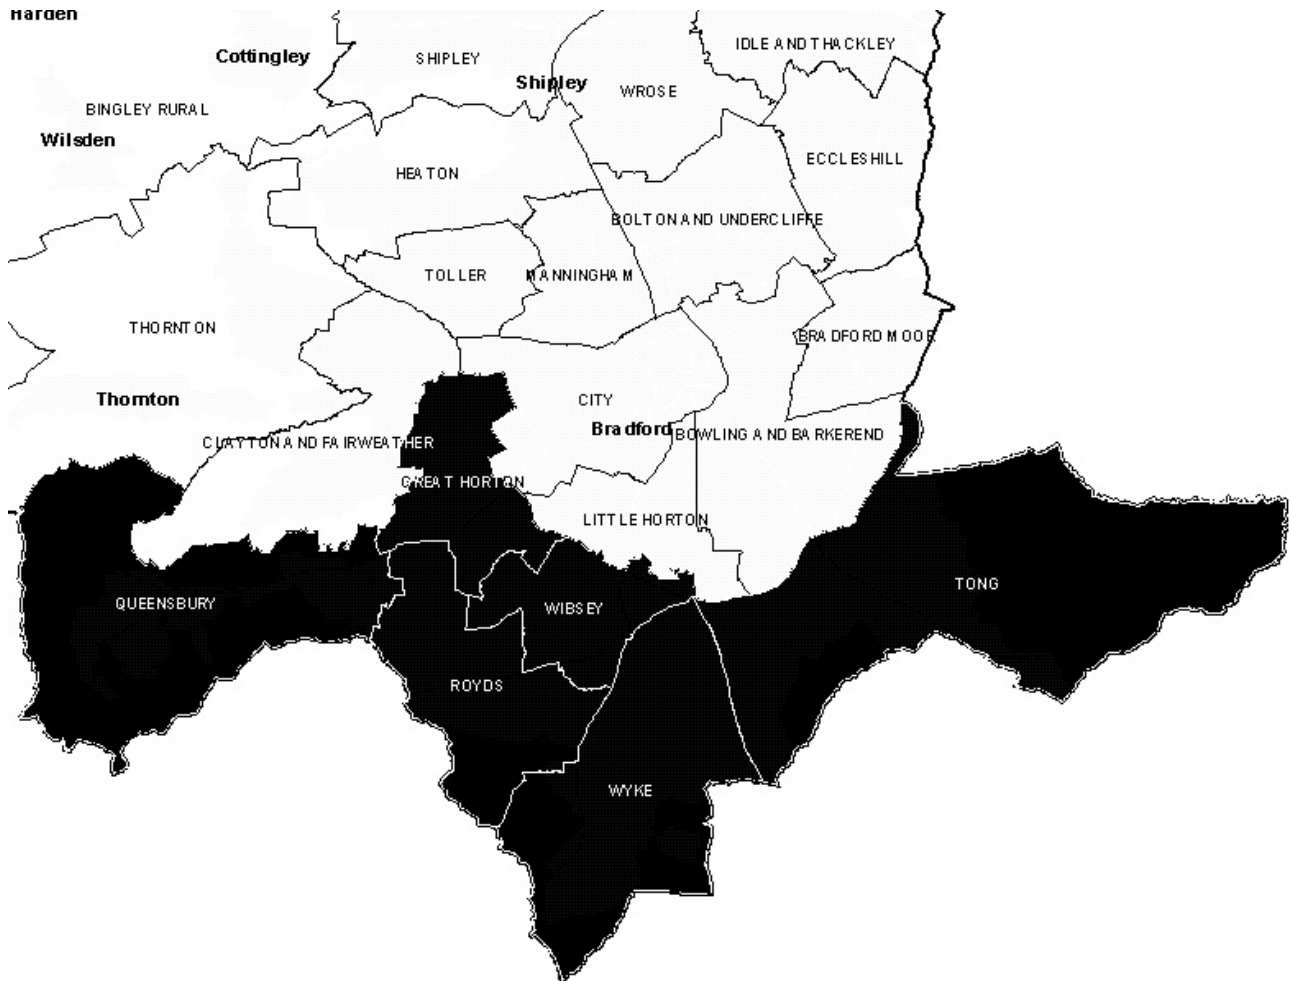 Harden
IDLE AND THACKLEY
Cottingley
SHIPLEY
Shipley
WROSE
BINGLEY RURAL
Wilsden
ECCLESHILL
HEATON
BOLTON AND UNDERCLIFFE
TOLLER
MANNINGHAM
THORNTON
BRADFORD MOOR
Thornton
CITY
Bradford
BOWLING AND BARKEREND
CLAYTON AND FAIRWEATHER
GREAT HORTON
LITTLE HORTON
TONG
QUEENSBURY
WIBSEY
ROYDS
WYKE